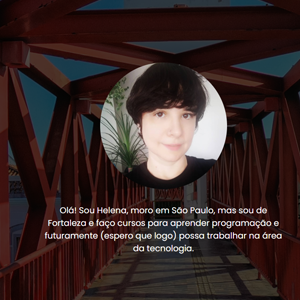 Olá! Sou Helena, moro em São Paulo, mas sou de
Fortaleza e faço cursos para aprender programação e
futuramente (espero que logo) possa trabalhar na área
da tecnologia.